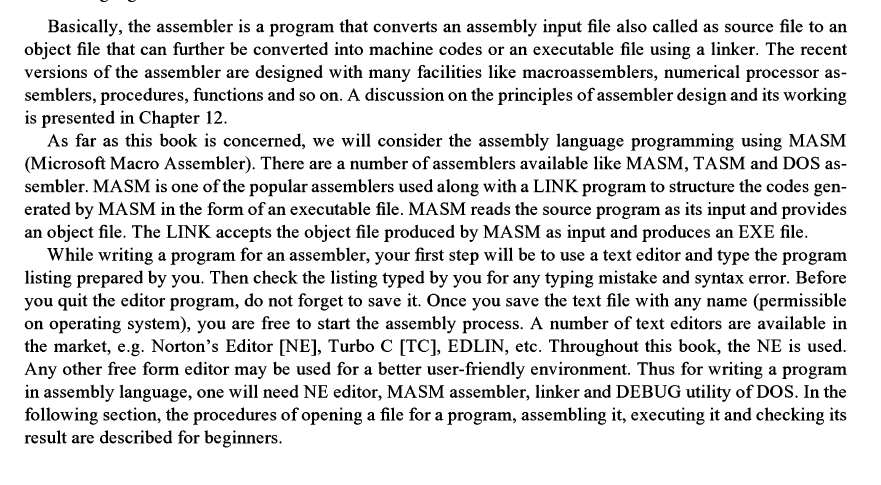 Basically, the assembler is a program that converts an assembly input file also called as source file to an
object file that can further be converted into machine codes or an executable file using a linker. The recent
versions of the assembler are designed with many facilities like macroassemblers, numerical processor as-
semblers, procedures, functions and so on. A discussion on the principles of assembler design and its working
is presented in Chapter 12.
As far as this book is concerned, we will consider the assembly language programming using MASM
(Microsoft Macro Assembler). There are a number of assemblers available like MASM, TASM and DOS as-
sembler. MASM is one of the popular assemblers used along with a LINK program to structure the codes gen-
erated by MASM in the form of an executable file. MASM reads the source program as its input and provides
an object file. The LINK accepts the object file produced by MASM as input and produces an EXE file.
While writing a program for an assembler, your first step will be to use a text editor and type the program
listing prepared by you. Then check the listing typed by you for any typing mistake and syntax error. Before
you quit the editor program, do not forget to save it. Once you save the text file with any name (permissible
on operating system), you are free to start the assembly process. A number of text editors are available in
the market, e.g. Norton's Editor [NE], Turbo C [TC], EDLIN, etc. Throughout this book, the NE is used.
Any other free form editor may be used for a better user-friendly environment. Thus for writing a program
in assembly language, one will need NE editor, MASM assembler, linker and DEBUG utility of DOS. In the
following section, the procedures of opening a file for a program, assembling it, executing it and checking its
result are described for beginners.